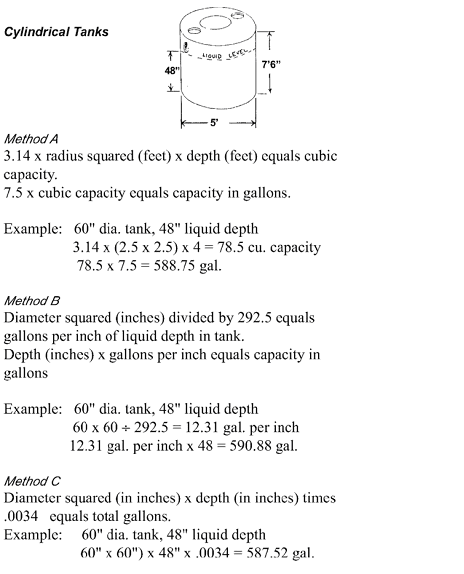 Cylindrical Tanks
LIQUID LEVEL
48"
7'6"
5'
Method A
3.14 x radius squared (feet) x depth (feet) equals cubic
capacity.
7.5 x cubic capacity equals capacity in gallons.
Example: 60" dia. tank, 48" liquid depth
3.14 x (2.5 x 2.5) x 4 = 78.5 cu. capacity
78.5 x 7.5 = 588.75 gal.
Method B
Diameter squared (inches) divided by 292.5 equals
gallons per inch of liquid depth in tank.
Depth (inches) x gallons per inch equals capacity in
gallons
Example: 60" dia. tank, 48" liquid depth
60 x 60 ÷ 292.5 = 12.31 gal. per inch
12.31 gal. per inch x 48 = 590.88 gal.
Method C
Diameter squared (in inches) x depth (in inches) times
.0034 equals total gallons.
Example: 60" dia. tank, 48" liquid depth
60" x 60") x 48" x .0034 = 587.52 gal.